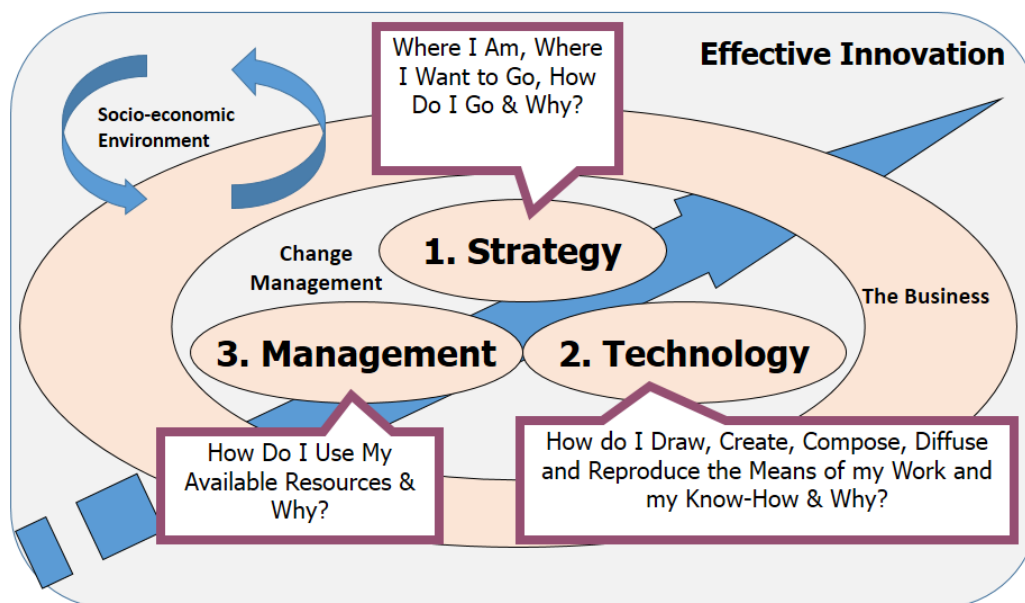 Where I Am, Where
I Want to Go, How
Do I Go & Why?
Effective Innovation
Socio-economic
Environment
1. Strategy
Change
Management
The Business
3. Management
2. Technology
How Do I Use My
Available Resources &
Why?
How do I Draw, Create, Compose, Diffuse
and Reproduce the Means of my Work and
my Know-How & Why?